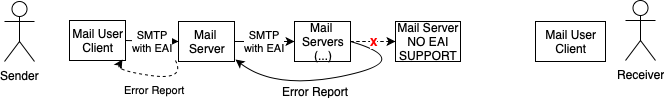 Sender
Mail User
Client
SMTP
with EAI
Error Report
Mail
Server
SMTP
with EAI
Mail
Servers
(...)
Error Report
x
Mail Server
NO EAI
SUPPORT
Mail User
Client
Receiver